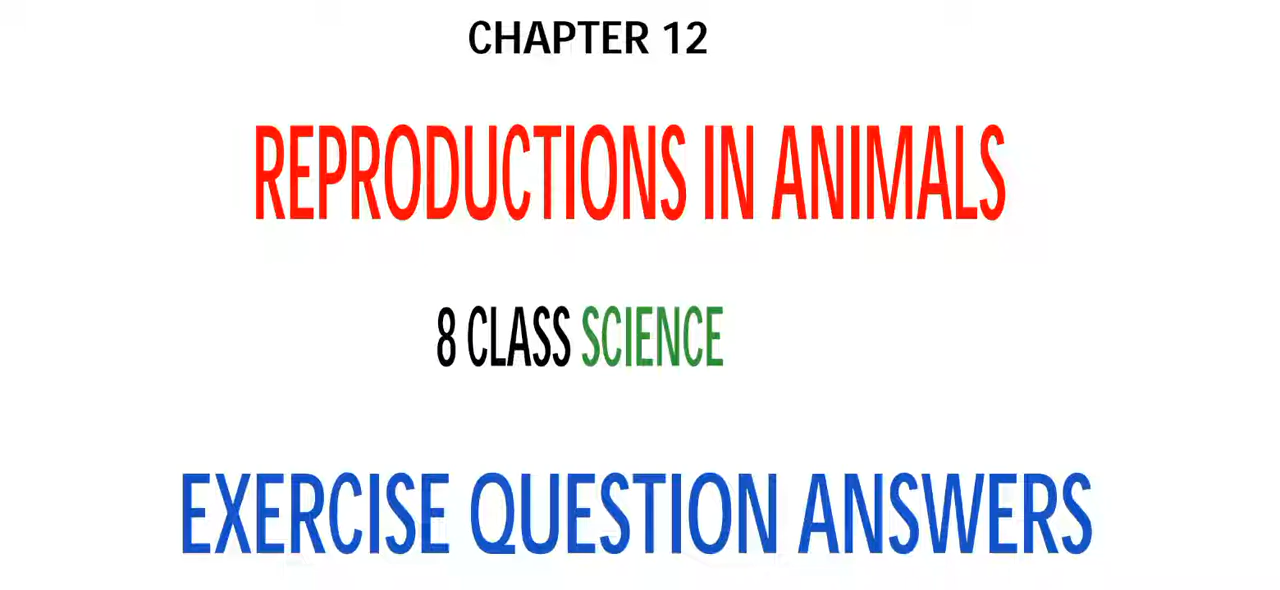 CHAPTER 12
REPRODUCTIONS IN ANIMALS
8 CLASS SCIENCE
EXERCISE QUESTION ANSWERS